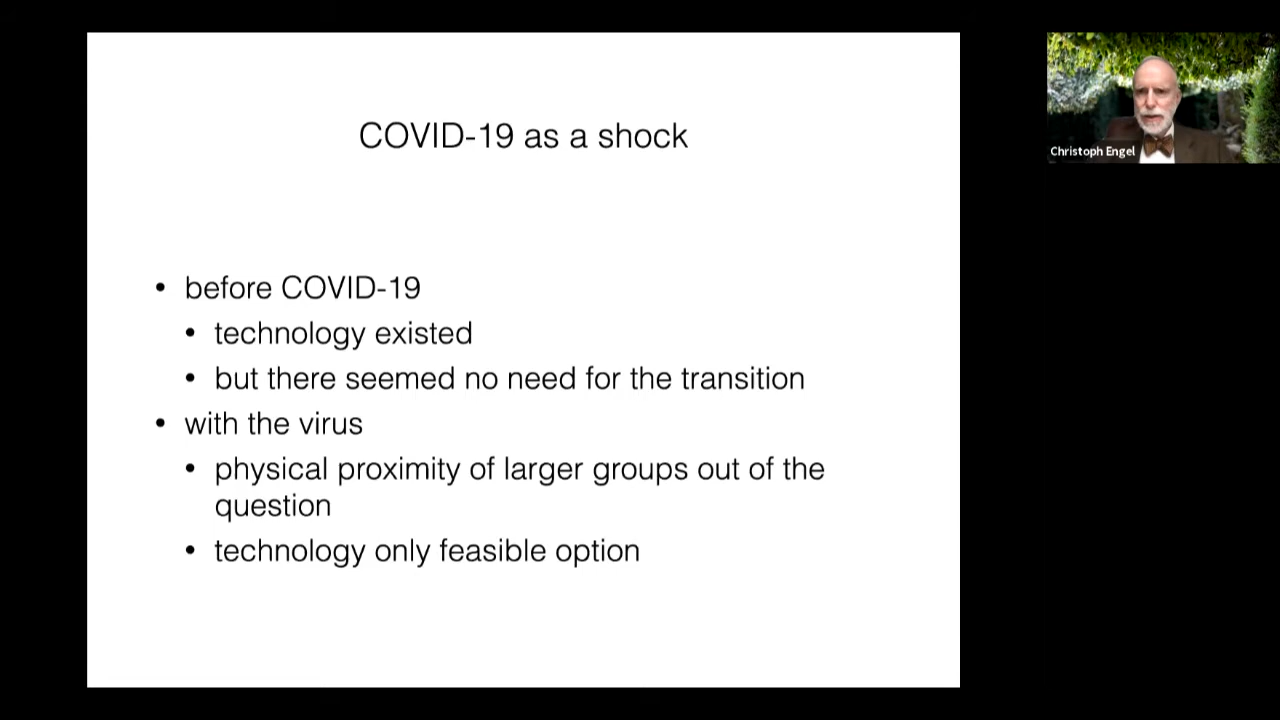 COVID-19 as a shock
• before COVID-19
• technology existed
• but there seemed no need for the transition
• with the virus
• physical proximity of larger groups out of the
question
• technology only feasible option
Christoph Engel